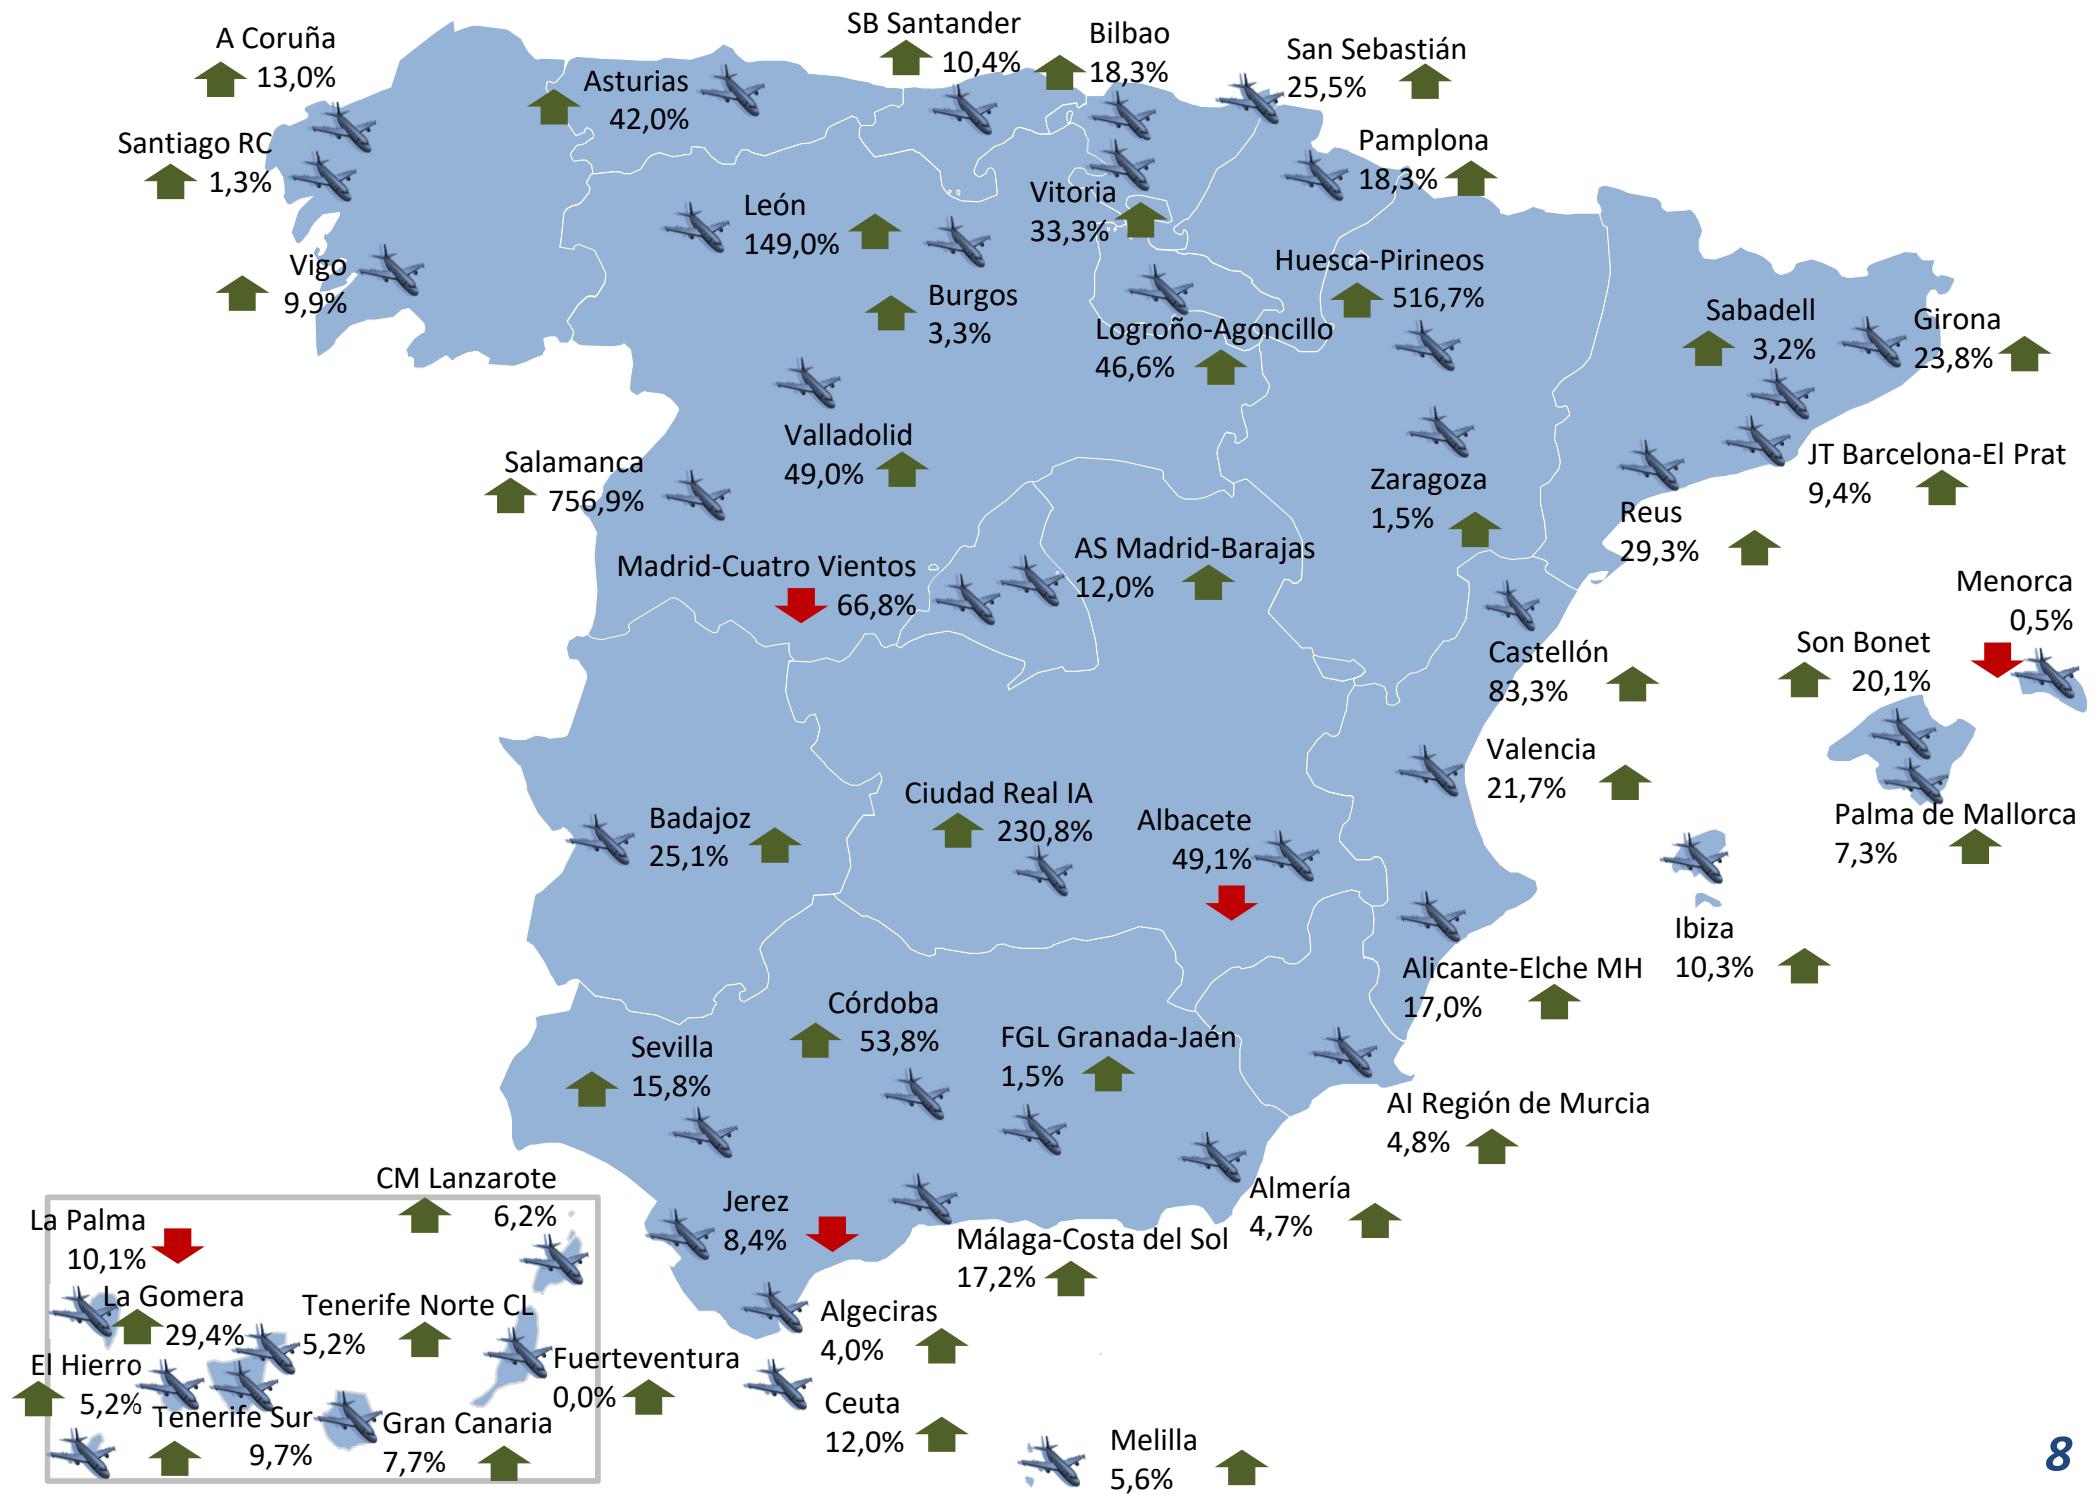 A Coruña
13,0%
SB Santander
10,4%
Bilbao
18,3%
San Sebastián
25,5%
Asturias
42,0%
Santiago RC
1,3%
Pamplona
18,3%
León
149,0%
Vitoria
33,3%
Vigo
9,9%
Burgos
3,3%
Huesca-Pirineos
516,7%
Logroño-Agoncillo
46,6%
Sabadell
3,2%
Girona
23,8%
Valladolid
49,0%
Salamanca
756,9%
Zaragoza
1,5%
JT Barcelona-El Prat
9,4%
Reus
29,3%
Madrid-Cuatro Vientos
66,8%
AS Madrid-Barajas
12,0%
Menorca
0,5%
Castellón
83,3%
Son Bonet
20,1%
Valencia
21,7%
Palma de Mallorca
7,3%
Badajoz
25,1%
Ciudad Real IA
230,8%
Albacete
49,1%
Ibiza
10,3%
Alicante-Elche MH
17,0%
Córdoba
53,8%
Sevilla
15,8%
FGL Granada-Jaén
1,5%
AI Región de Murcia
4,8%
Almería
4,7%
CM Lanzarote
6,2%
La Palma
10,1%
Jerez
8,4%
Málaga-Costa del Sol
17,2%
La Gomera
29,4%
Tenerife Norte CL
5,2%
Algeciras
4,0%
El Hierro
5,2%
Fuerteventura
0,0%
Tenerife Sur
9,7%
Gran Canaria
7,7%
Ceuta
12,0%
Melilla
5,6%
8